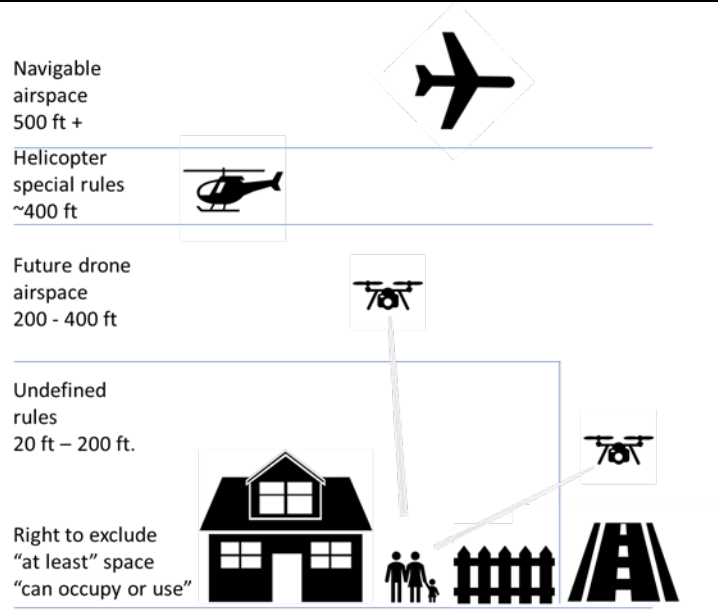 Navigable
airspace
500 ft +
Helicopter
special rules
~400 ft
Future drone
airspace
200 - 400 ft
Undefined
rules
20 ft – 200 ft.
Right to exclude
“at least” space
“can occupy or use”